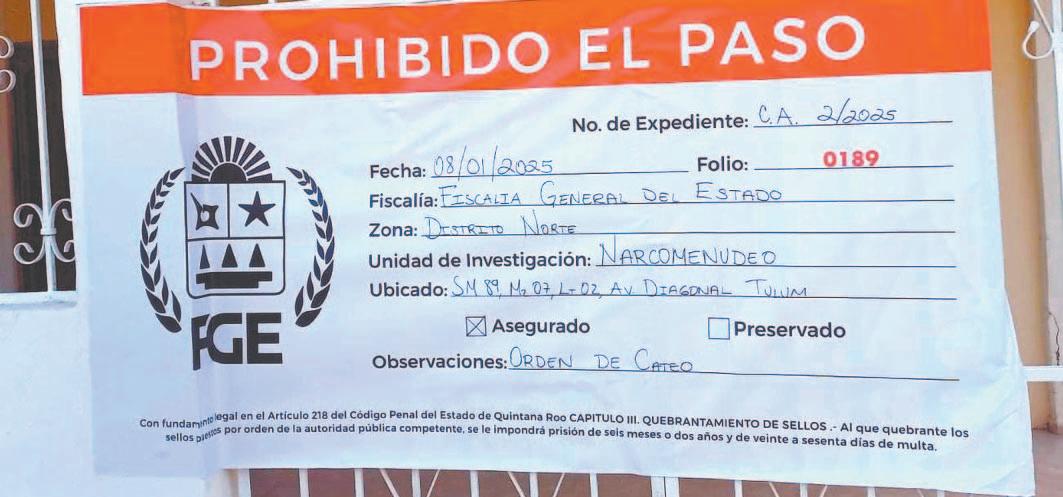 PROHIBIDO EL PASO
No. de Expediente: C.A. 2/2025
Fecha: 08/01/2025 Folio: 0189
Fiscalía: FISCALIA GENERAL DEL ESTADO
Zona: DISTRITO NORTE
Unidad de Investigación: NARCOMENUDEO
Ubicado: SM 89, Mz 07, L-02, AV DIAGONAL TULUM
☒ Asegurado ☐ Preservado
Observaciones: ORDEN DE CATEO
FGE
Con fundamento legal en el Artículo 218 del Código Penal del Estado de Quintana Roo CAPITULO III. QUEBRANTAMIENTO DE SELLOS .- Al que quebrante los
sellos puestos por orden de la autoridad pública competente, se le impondrá prisión de seis meses o dos años y de veinte a sesenta días de multa.